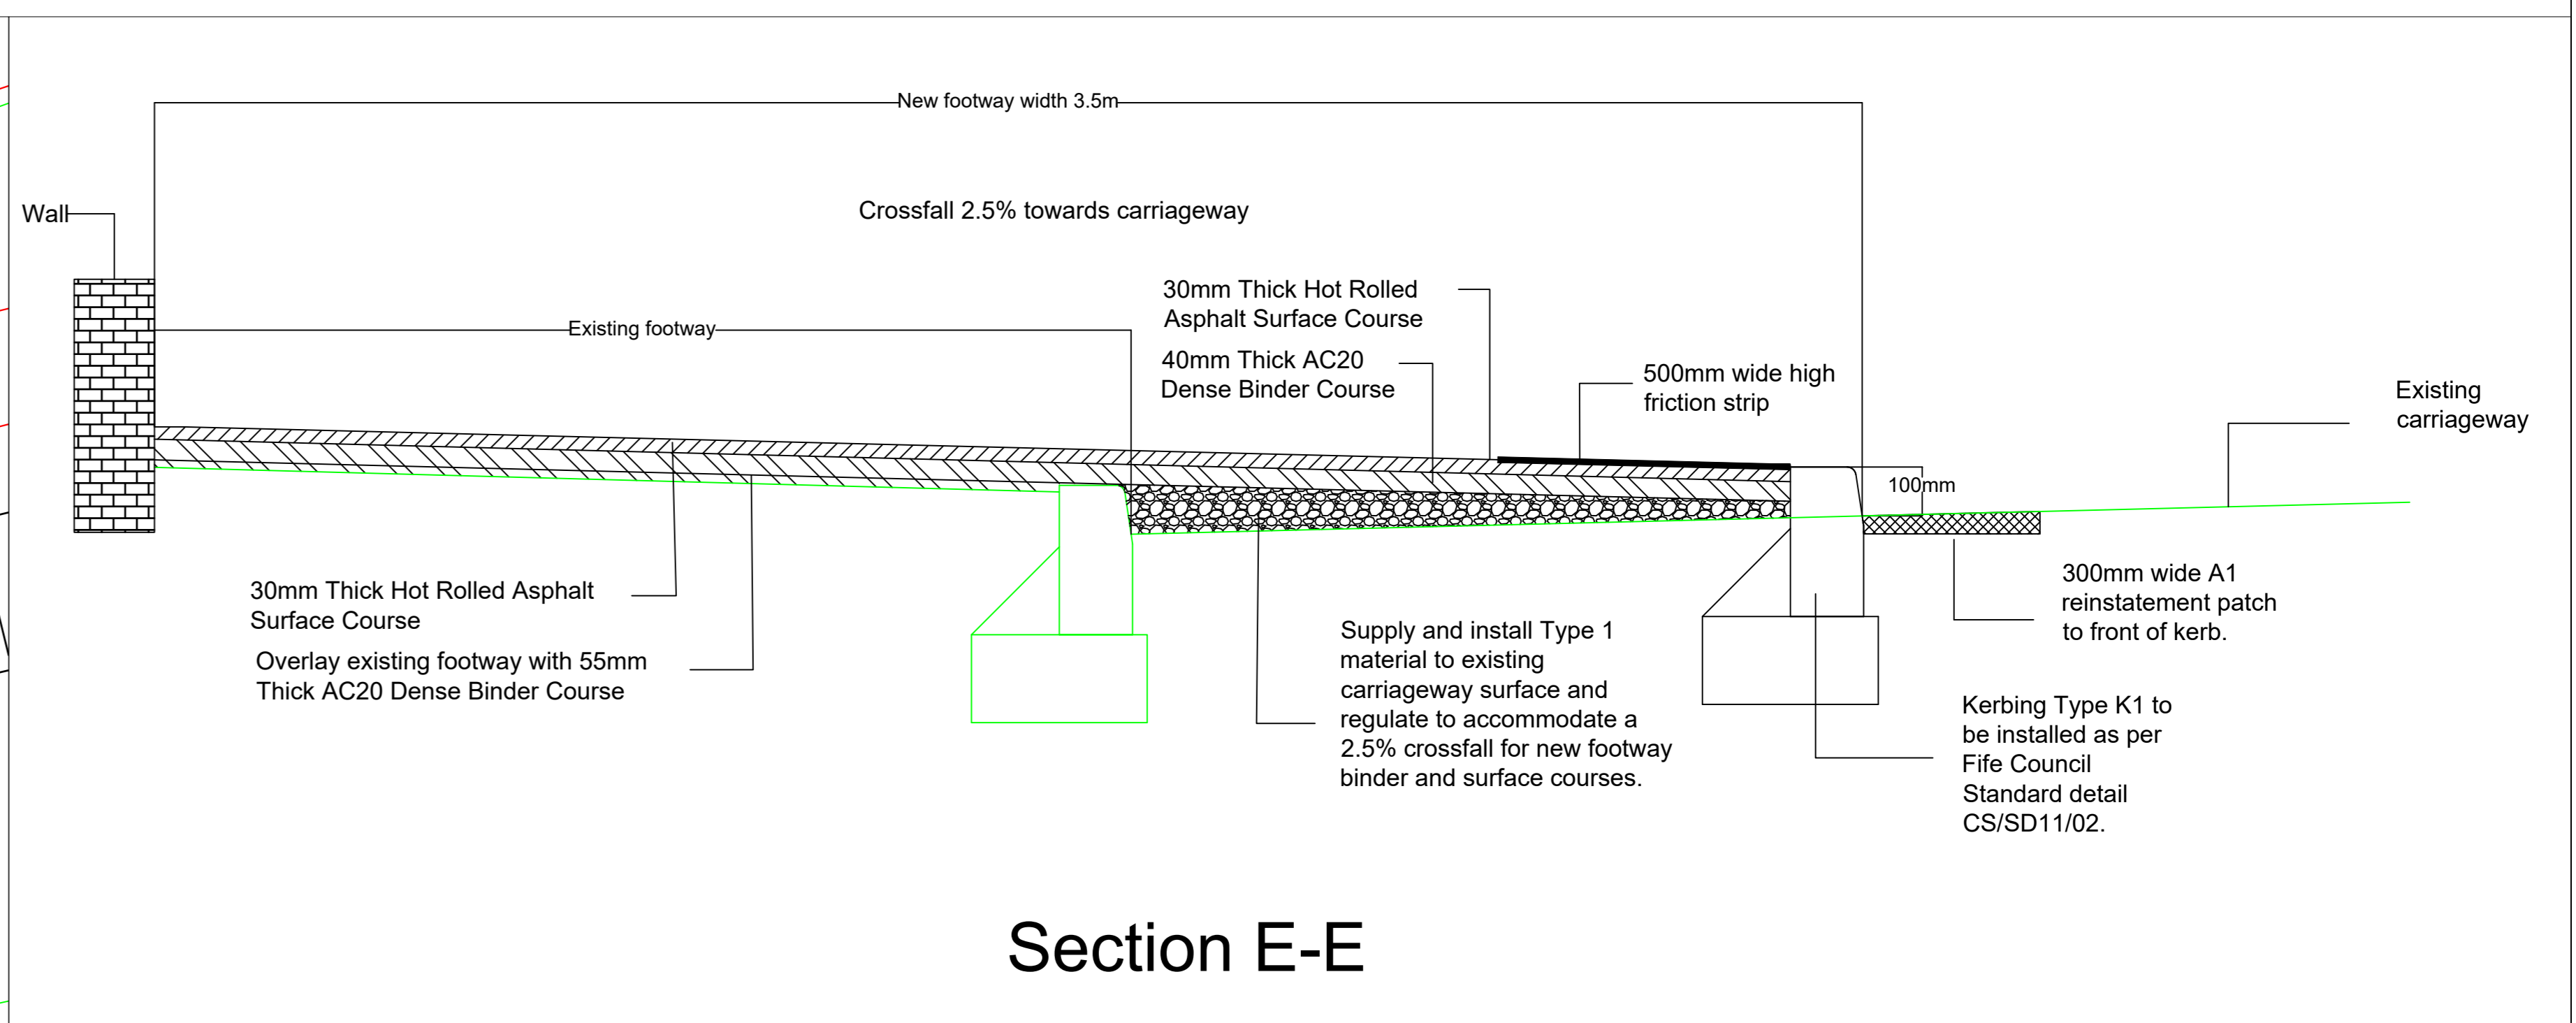 New footway width 3.5m
Wall
Crossfall 2.5% towards carriageway
30mm Thick Hot Rolled
Asphalt Surface Course
Existing footway
40mm Thick AC20
Dense Binder Course
500mm wide high
friction strip
Existing
carriageway
100mm
30mm Thick Hot Rolled Asphalt
Surface Course
Overlay existing footway with 55mm
Thick AC20 Dense Binder Course
Supply and install Type 1
material to existing
carriageway surface and
regulate to accommodate a
2.5% crossfall for new footway
binder and surface courses.
300mm wide A1
reinstatement patch
to front of kerb.
Kerbing Type K1 to
be installed as per
Fife Council
Standard detail
CS/SD11/02.
Section E-E